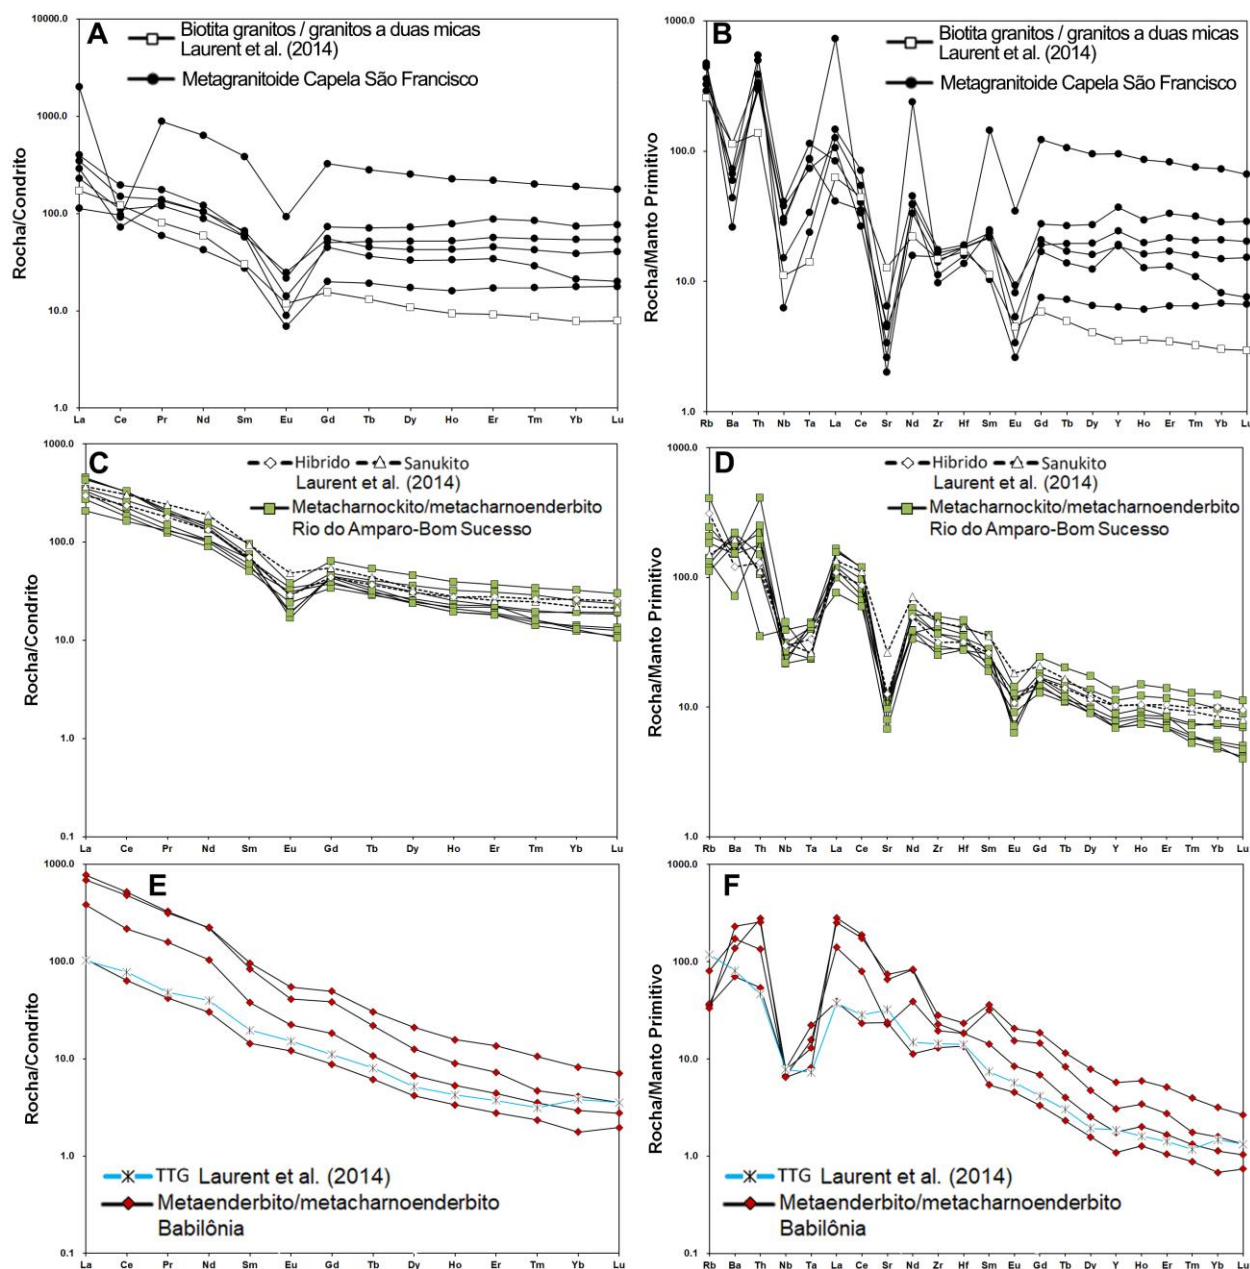 A
Biotita granitos / granitos a duas micas
Laurent et al. (2014)
Metagranitoide Capela São Francisco
Rocha/Condrito
10000.0
1000.0
100.0
10.0
1.0
La Ce Pr Nd Sm Eu Gd Tb Dy Ho Er Tm Yb Lu
B
Biotita granitos / granitos a duas micas
Laurent et al. (2014)
Metagranitoide Capela São Francisco
Rocha/Manto Primitivo
1000.0
100.0
10.0
1.0
Rb Ba Th Nb Ta La Ce Sr Nd Zr Hf Sm Eu Gd Tb Dy Y Ho Er Tm Yb Lu
C
Hibrido Sanukito
Laurent et al. (2014)
Metacharnockito/metacharnoenderbito
Rio do Amparo-Bom Sucesso
Rocha/Condrito
1000.0
100.0
10.0
1.0
0.1
La Ce Pr Nd Sm Eu Gd Tb Dy Ho Er Tm Yb Lu
D
Hibrido Sanukito
Laurent et al. (2014)
Metacharnockito/metacharnoenderbito
Rio do Amparo-Bom Sucesso
Rocha/Manto Primitivo
1000.0
100.0
10.0
1.0
Rb Ba Th Nb Ta La Ce Sr Nd Zr Hf Sm Eu Gd Tb Dy Y Ho Er Tm Yb Lu
E
TTG Laurent et al. (2014)
Metaenderbito/metacharnoenderbito
Babilônia
Rocha/Condrito
1000.0
100.0
10.0
1.0
0.1
La Ce Pr Nd Sm Eu Gd Tb Dy Ho Er Tm Yb Lu
F
TTG Laurent et al. (2014)
Metaenderbito/metacharnoenderbito
Babilônia
Rocha/Manto Primitivo
1000.0
100.0
10.0
1.0
0.1
Rb Ba Th Nb Ta La Ce Sr Nd Zr Hf Sm Eu Gd Tb Dy Y Ho Er Tm Yb Lu